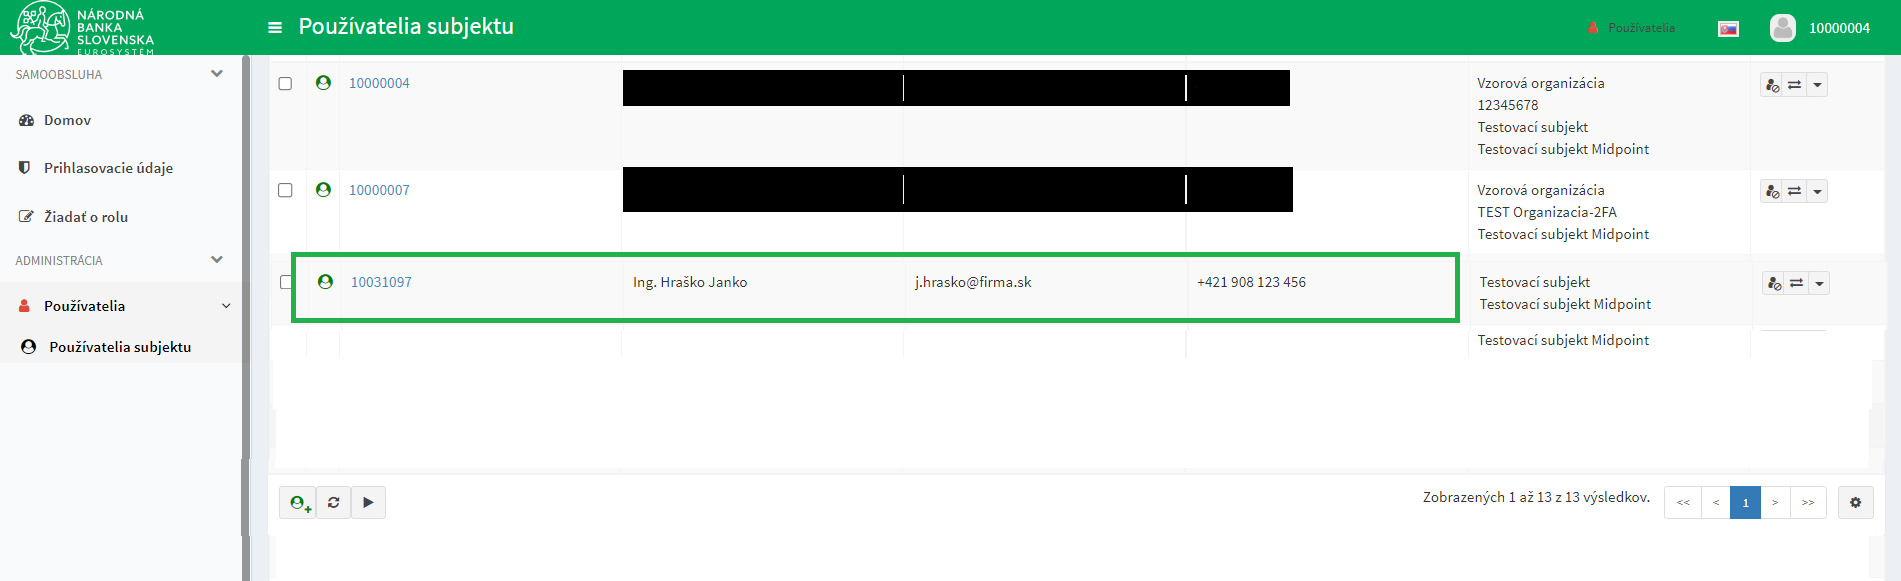 NÁRODNÁ
BANKA
SLOVENSKA
EUROSYSTÉM
Používatelia subjektu
Používatelia
10000004
SAMOOBSLUHA
Domov
Prihlasovacie údaje
Žiadať o rolu
ADMINISTRÁCIA
Používatelia
Používatelia subjektu
10000004
Vzorová organizácia
12345678
Testovací subjekt
Testovací subjekt Midpoint
10000007
Vzorová organizácia
TEST Organizacia-2FA
Testovací subjekt Midpoint
10031097 Ing. Hraško Janko j.hrasko@firma.sk +421 908 123 456
Testovací subjekt
Testovací subjekt Midpoint
Testovací subjekt Midpoint
Zobrazených 1 až 13 z 13 výsledkov.
<< < 1 > >>